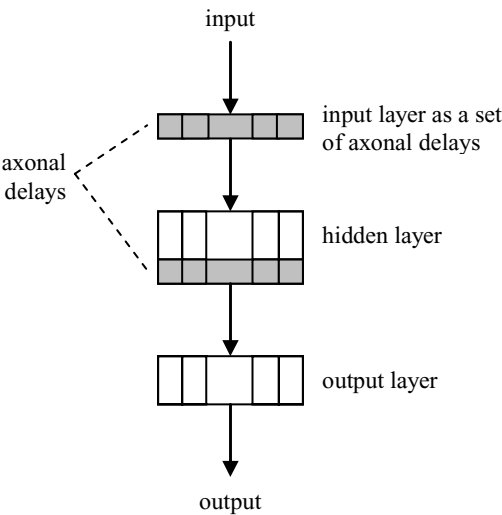 input
input layer as a set
of axonal delays
axonal
delays
hidden layer
output layer
output